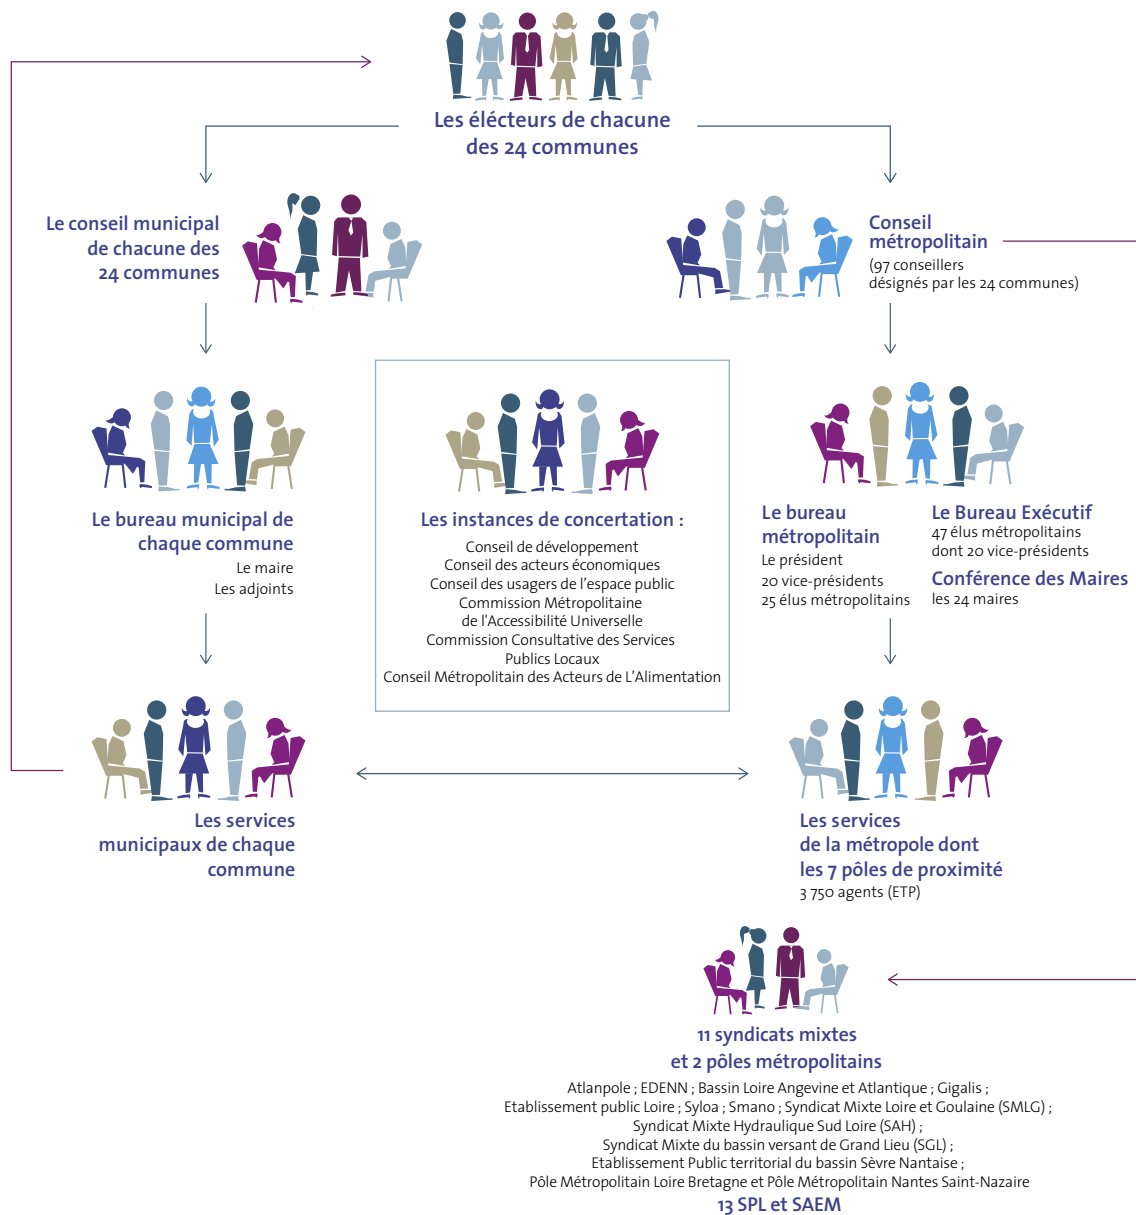 Les élécteurs de chacune
des 24 communes
Le conseil municipal
de chacune des
24 communes
Conseil
métropolitain
(97 conseillers
désignés par les 24 communes)
Le bureau municipal de
chaque commune
Le maire
Les adjoints
Les instances de concertation :
Conseil de développement
Conseil des acteurs économiques
Conseil des usagers de l’espace public
Commission Métropolitaine
de l'Accessibilité Universelle
Commission Consultative des Services
Publics Locaux
Conseil Métropolitain des Acteurs de L’Alimentation
Le bureau
métropolitain
Le président
20 vice-présidents
25 élus métropolitains
Le Bureau Exécutif
47 élus métropolitains
dont 20 vice-présidents
Conférence des Maires
les 24 maires
Les services
municipaux de chaque
commune
Les services
de la métropole dont
les 7 pôles de proximité
3 750 agents (ETP)
11 syndicats mixtes
et 2 pôles métropolitains
Atlanpole ; EDENN ; Bassin Loire Angevine et Atlantique ; Gigalis ;
Etablissement public Loire ; Syloa ; Smano ; Syndicat Mixte Loire et Goulaine (SMLG) ;
Syndicat Mixte Hydraulique Sud Loire (SAH) ;
Syndicat Mixte du bassin versant de Grand Lieu (SGL) ;
Etablissement Public territorial du bassin Sèvre Nantaise ;
Pôle Métropolitain Loire Bretagne et Pôle Métropolitain Nantes Saint-Nazaire
13 SPL et SAEM